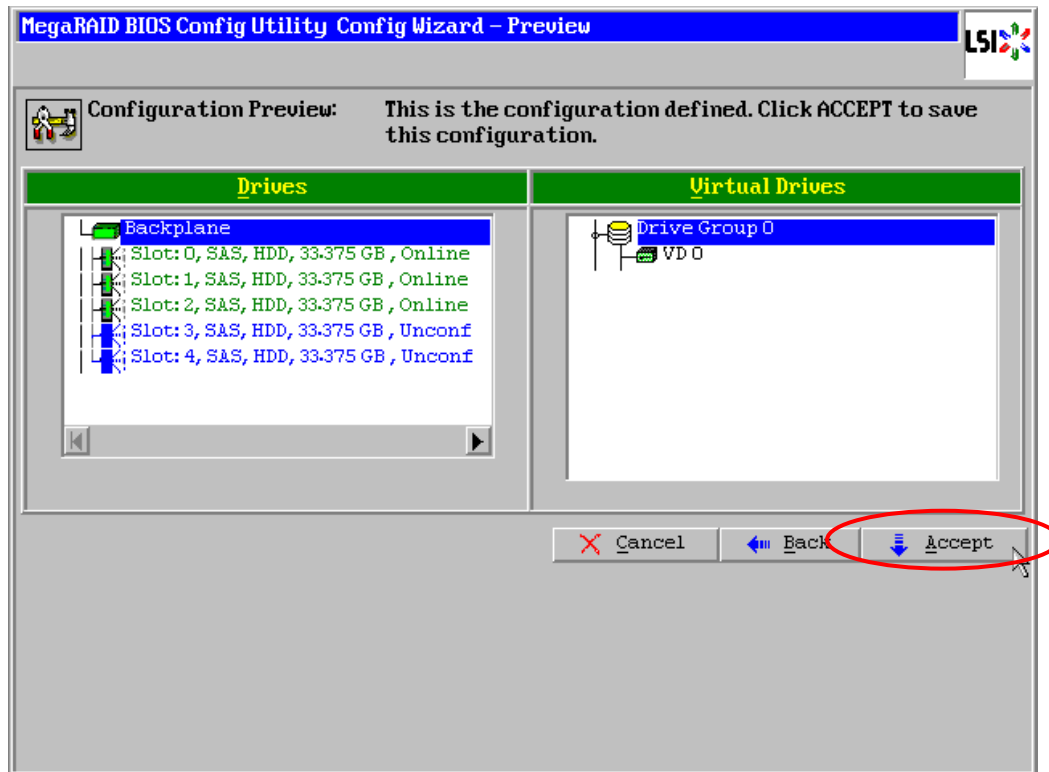 MegaRAID BIOS Config Utility Config Wizard – Preview
LSI
Configuration Preview:
This is the configuration defined. Click ACCEPT to save
this configuration.
Drives
Backplane
Slot: 0, SAS, HDD, 33.375 GB , Online
Slot: 1, SAS, HDD, 33.375 GB , Online
Slot: 2, SAS, HDD, 33.375 GB , Online
Slot: 3, SAS, HDD, 33.375 GB , Unconf
Slot: 4, SAS, HDD, 33.375 GB , Unconf
Virtual Drives
Drive Group 0
VD 0
Cancel
Back
Accept